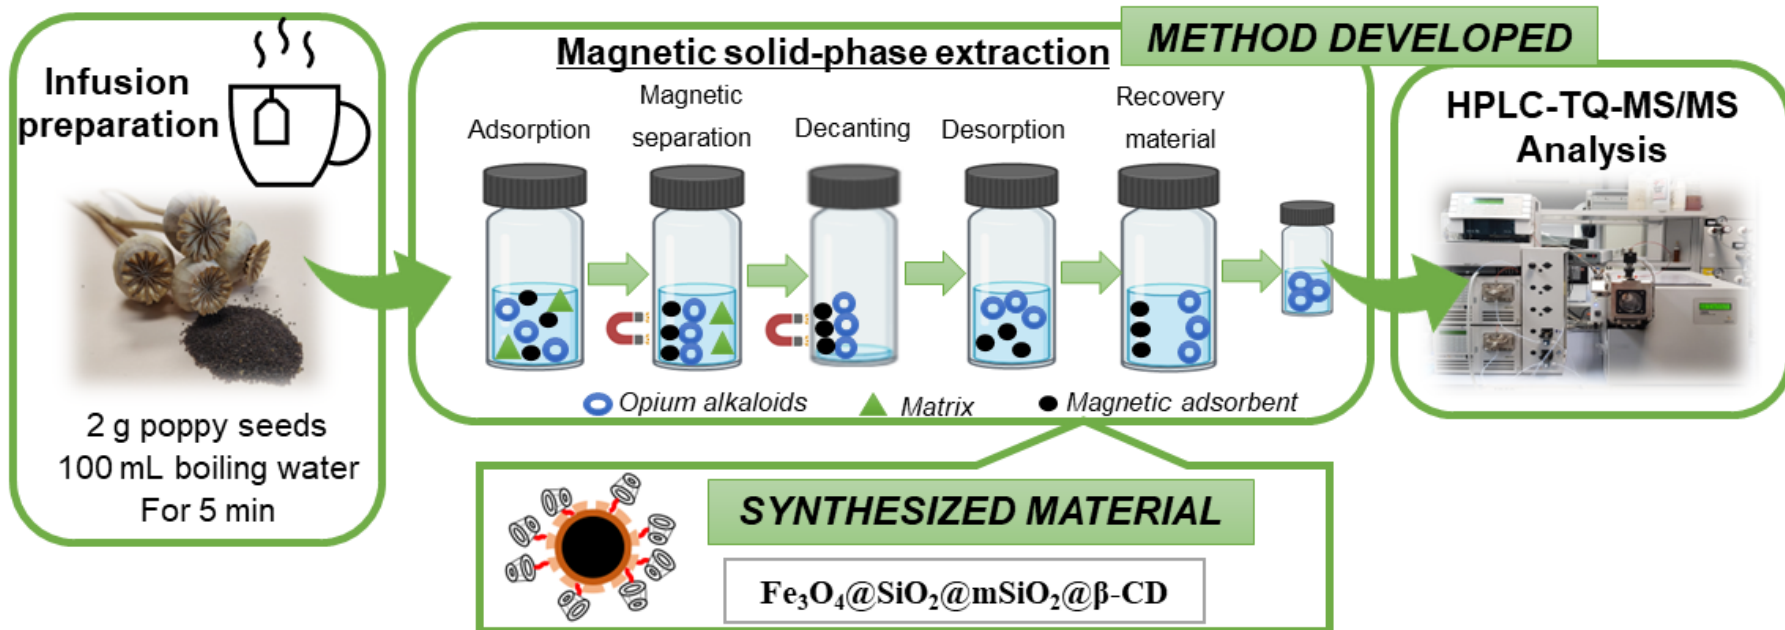 METHOD DEVELOPED
Infusion
preparation
2 g poppy seeds
100 mL boiling water
For 5 min
Magnetic solid-phase extraction
Adsorption
Magnetic
separation
Decanting
Desorption
Recovery
material
Opium alkaloids
Matrix
Magnetic adsorbent
HPLC-TQ-MS/MS
Analysis
SYNTHESIZED MATERIAL
Fe₃O₄@SiO₂@mSiO₂@β-CD